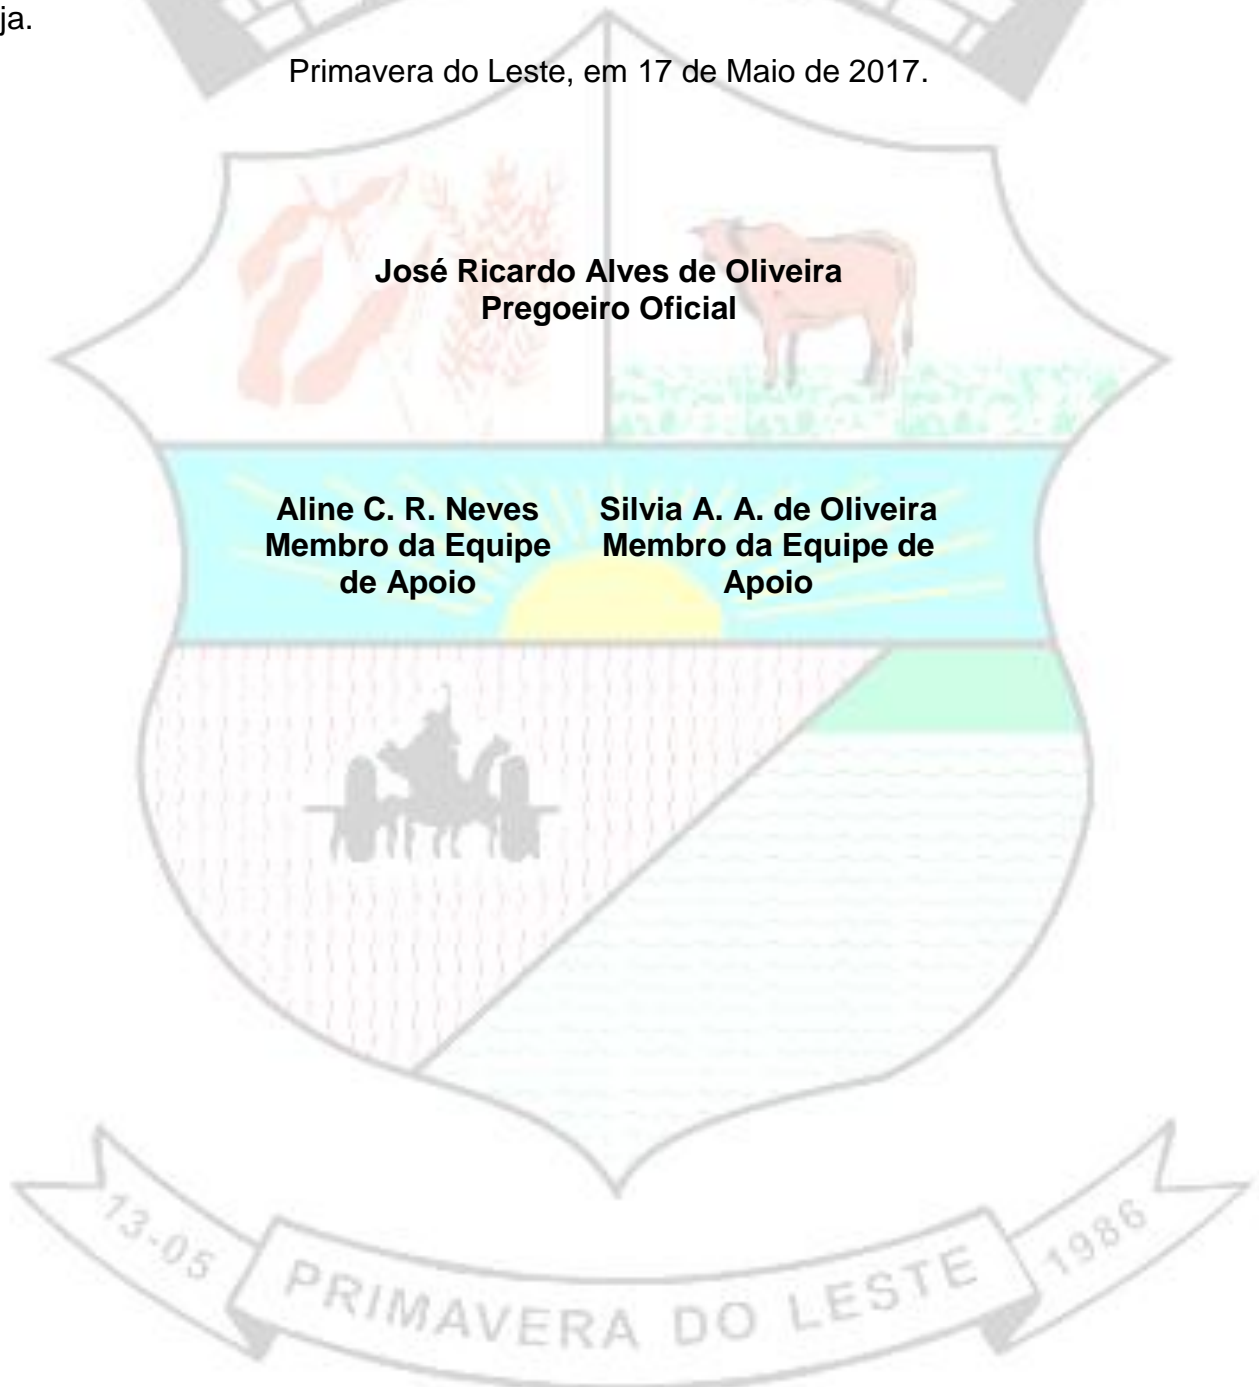 ja.
Primavera do Leste, em 17 de Maio de 2017.
José Ricardo Alves de Oliveira
Pregoeiro Oficial
Aline C. R. Neves
Membro da Equipe
de Apoio
Silvia A. A. de Oliveira
Membro da Equipe de
Apoio
13-05
PRIMAVERA DO LESTE
1986